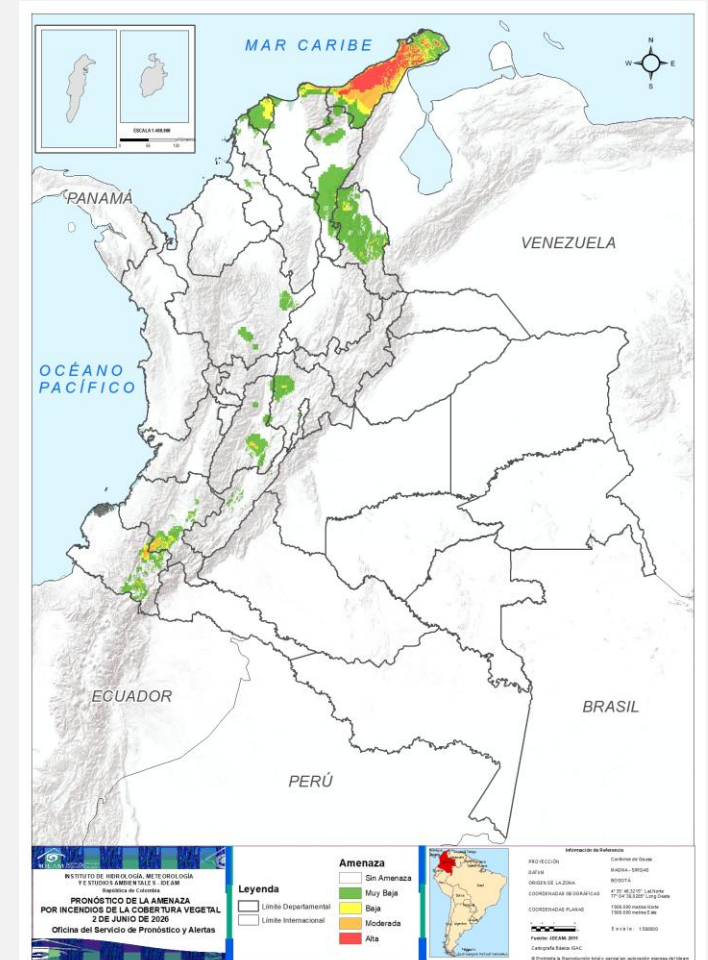 MAR CARIBE
N
W
E
S
ESCALA 1:400.000
PANAMÁ
VENEZUELA
OCÉANO
PACÍFICO
ECUADOR
BRASIL
PERÚ
IDEAM
INSTITUTO DE HIDROLOGÍA, METEOROLOGÍA
Y ESTUDIOS AMBIENTALES - IDEAM
República de Colombia
PRONÓSTICO DE LA AMENAZA
POR INCENDIOS DE LA COBERTURA VEGETAL
2 DE JUNIO DE 2026
Oficina del Servicio de Pronóstico y Alertas
Leyenda
Límite Departamental
Límite Internacional
Amenaza
Sin Amenaza
Muy Baja
Baja
Moderada
Alta
Información de Referencia
PROYECCIÓN
Conforme de Gauss
DATUM
MAGNA - SIRGAS
ORIGEN DE LA ZONA
BOGOTÁ
COORDENADAS GEOGRÁFICAS
COORDENADAS PLANAS
1'000.000 metros Norte
1'000.000 metros Este
Fuente: IDEAM. 2011
Cartografía Básica IGAC